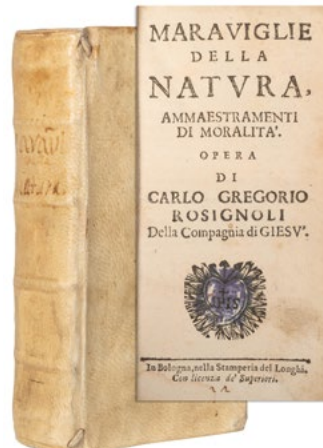 MARAVIGLIE
DELLA
NATVRA,
AMMAESTRAMENTI
DI MORALITA'.
OPERA
DI
CARLO GREGORIO
ROSIGNOLI
Della Compagnia di GIESV'.
In Bologna, nella Stamperia del Longhi.
Con licenza de' Superiori.